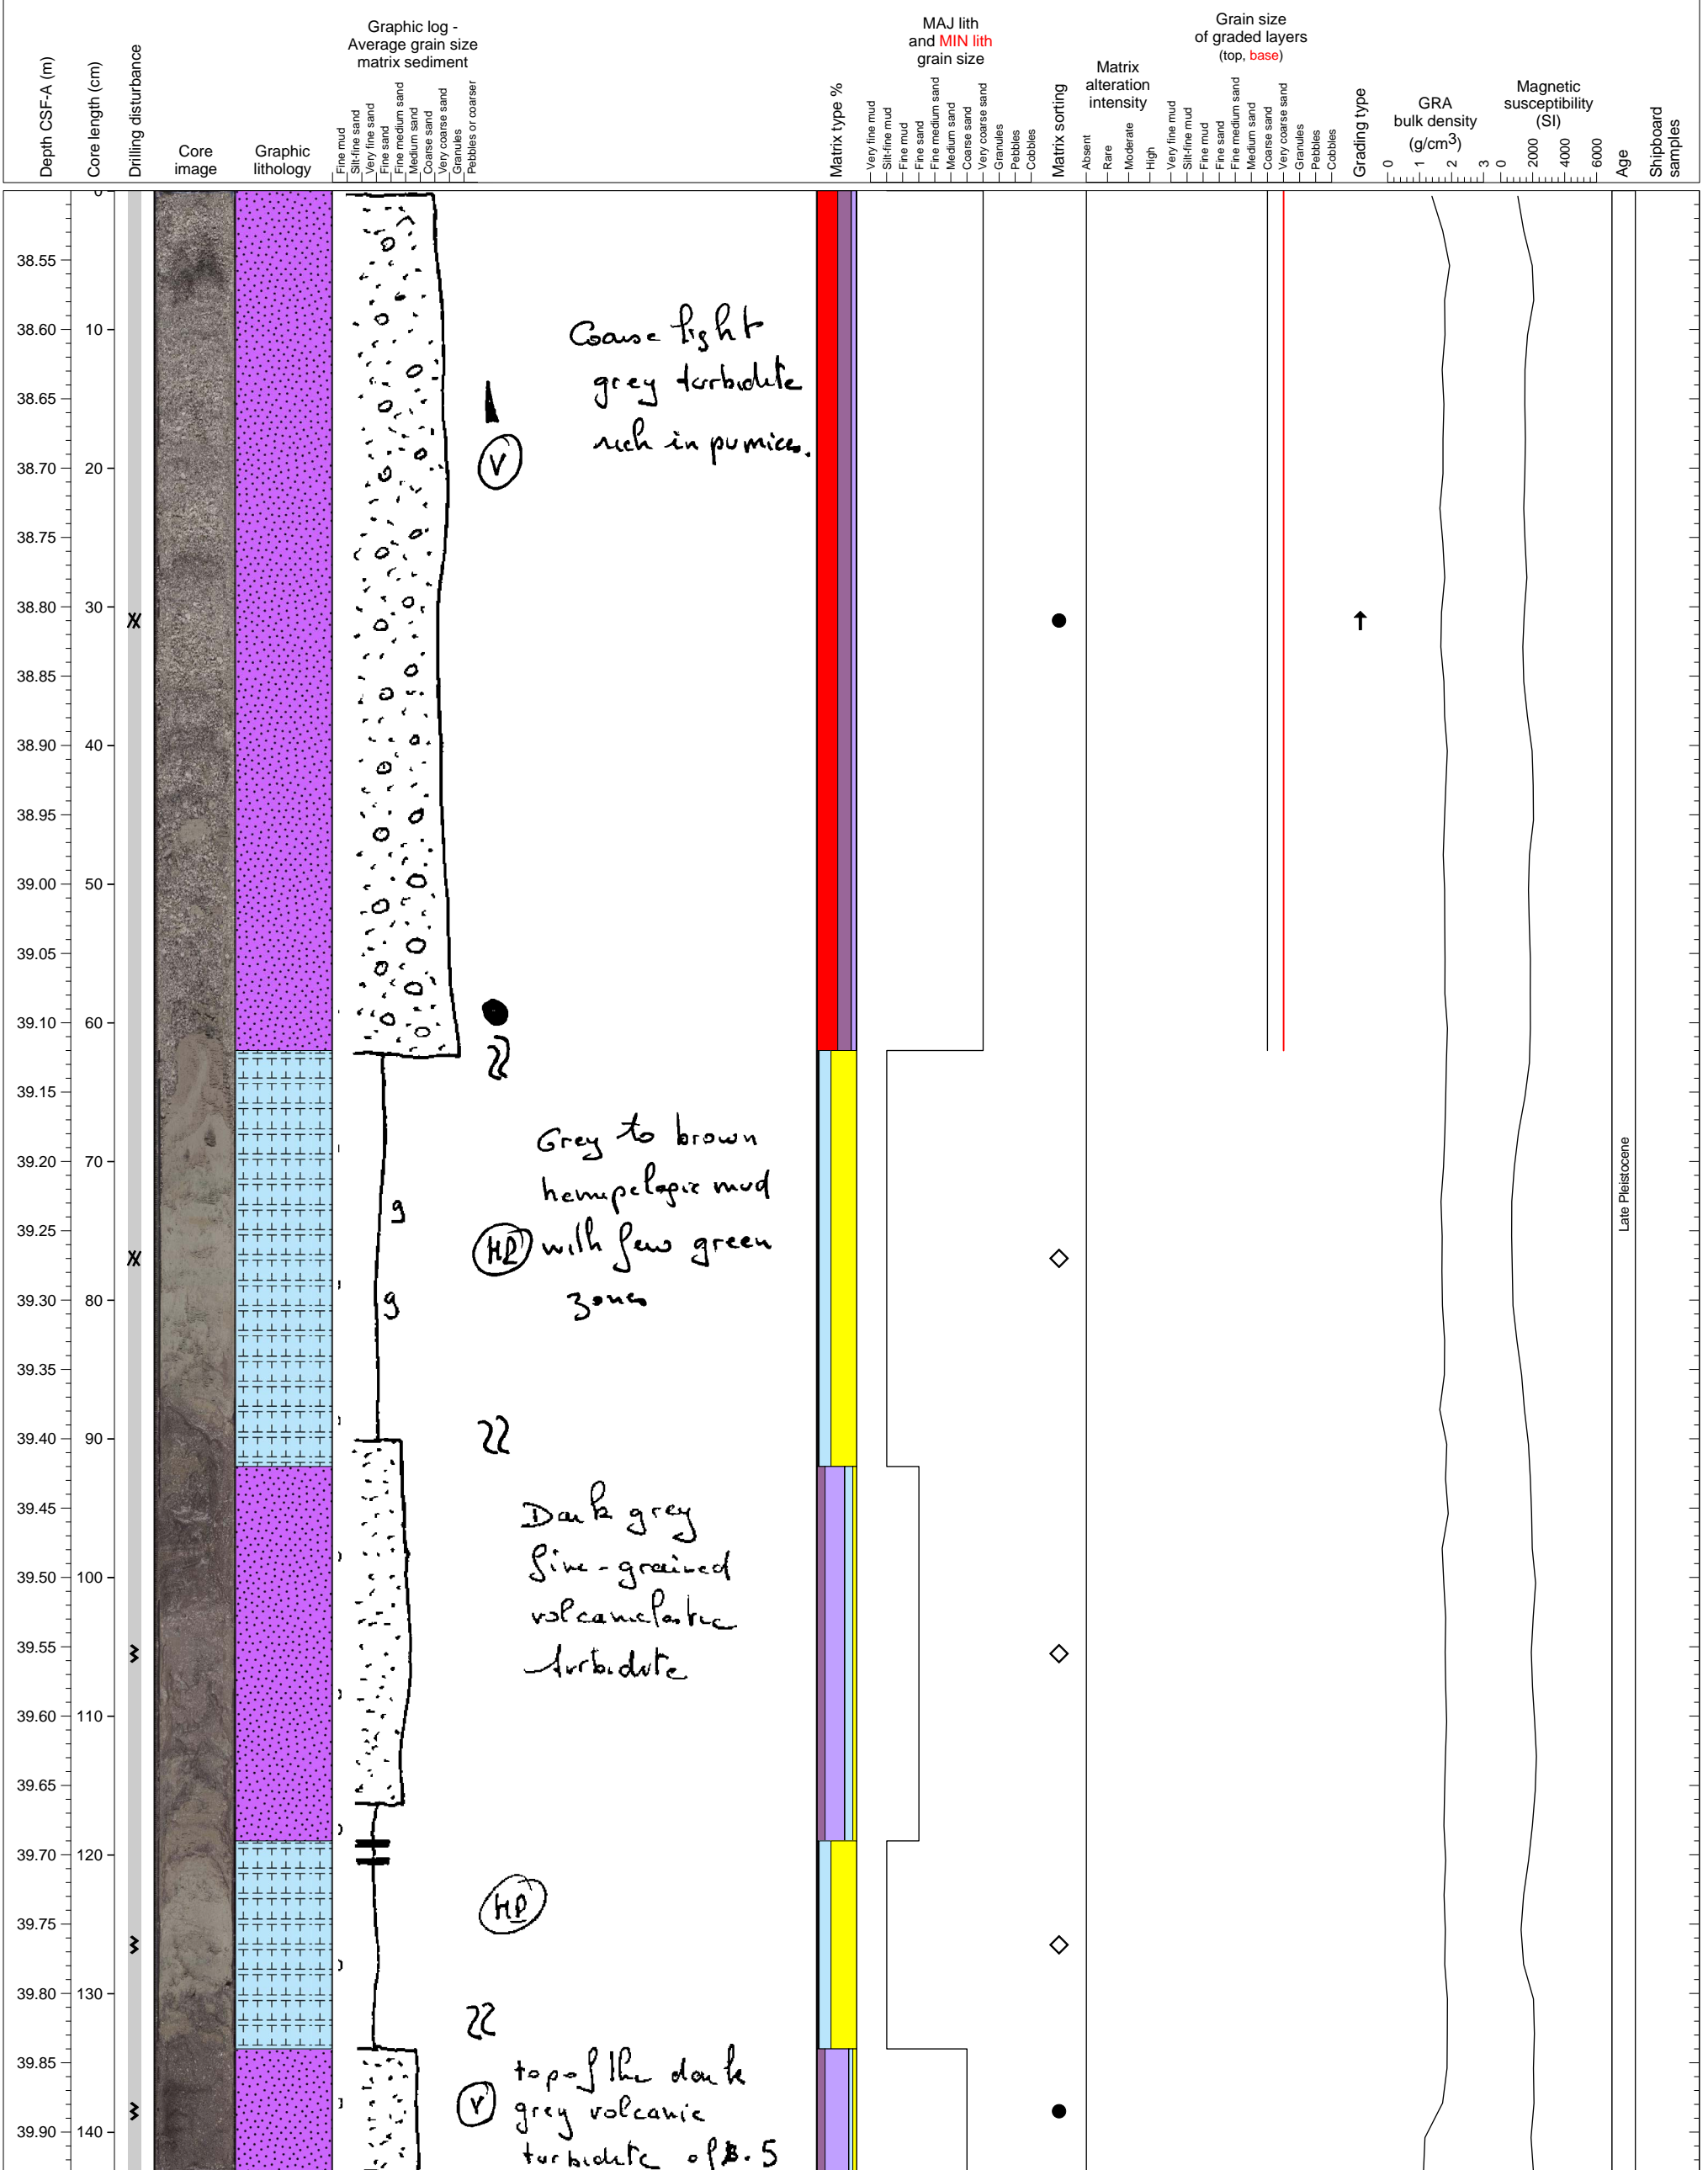 Depth CSF-A (m)
Core length (cm)
Drilling disturbance
Core
image
Graphic
lithology
Graphic log -
Average grain size
matrix sediment
Fine mud
Silt-fine sand
Very fine sand
Fine sand
Fine medium sand
Medium sand
Coarse sand
Very coarse sand
Granules
Pebbles or coarser
Matrix type %
MAJ lith
and MIN lith
grain size
Very fine mud
Silt-fine mud
Fine mud
Fine sand
Fine medium sand
Medium sand
Coarse sand
Very coarse sand
Granules
Pebbles
Cobbles
Matrix sorting
Matrix
alteration
intensity
Absent
Rare
Moderate
High
Grain size
of graded layers
(top, base)
Very fine mud
Silt-fine mud
Fine mud
Fine sand
Fine medium sand
Medium sand
Coarse sand
Very coarse sand
Granules
Pebbles
Cobbles
Grading type
GRA
bulk density
(g/cm3)
0 1 2 3
Magnetic
susceptibility
(SI)
0 2000 4000 6000
Age
Shipboard
samples
0
38.55
38.60 10
38.65
38.70 20
38.75
38.80 30
38.85
38.90 40
38.95
39.00 50
39.05
39.10 60
39.15
39.20 70
39.25
39.30 80
39.35
39.40 90
39.45
39.50 100
39.55
39.60 110
39.65
39.70 120
39.75
39.80 130
39.85
39.90 140
Coarse light
grey turbidite
rich in pumices.
V
Grey to brown
hemipelagic mud
HP with few green
zones
g
g
Dark grey
fine-grained
volcaniclastic
turbidite
HP
top of the dark
V grey volcanic
turbidite of 5
Late Pleistocene